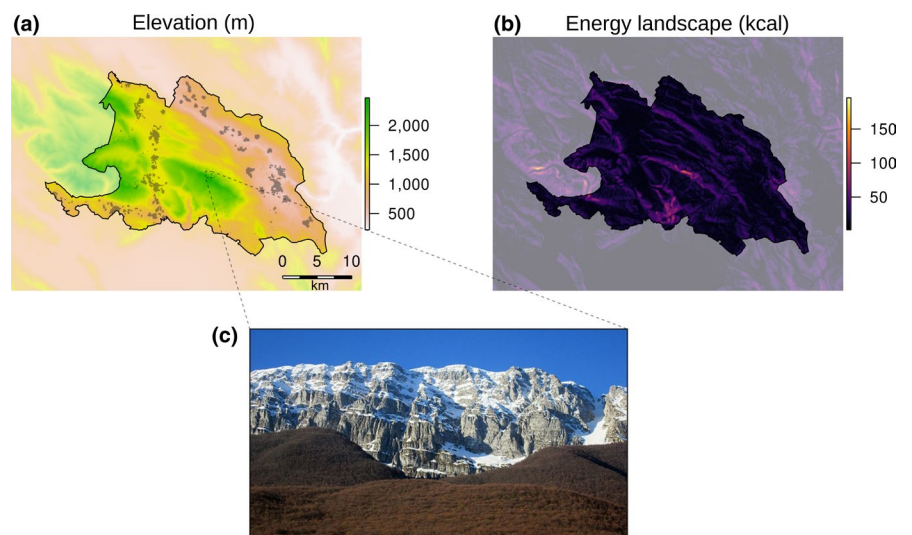 (a)
Elevation (m)
2,000
1,500
1,000
500
0 5 10
km
(b)
Energy landscape (kcal)
150
100
50
(c)